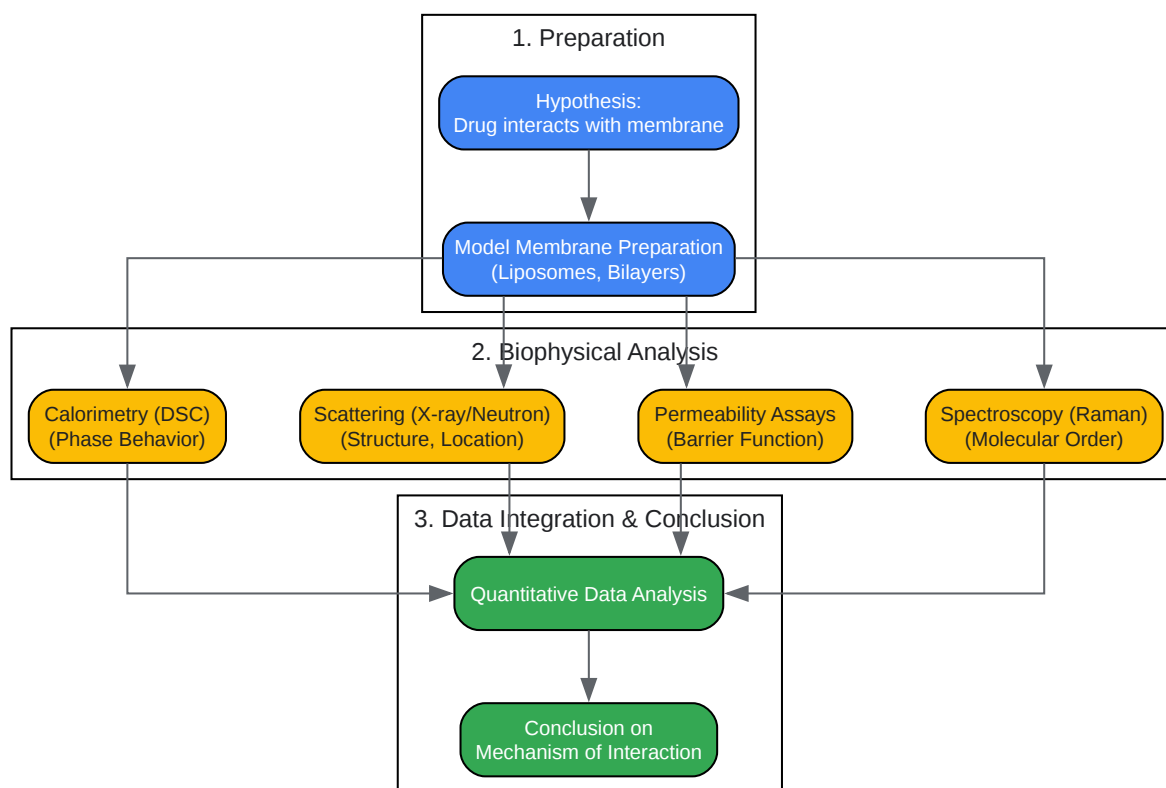 1. Preparation
Hypothesis:
Drug interacts with membrane
Model Membrane Preparation
(Liposomes, Bilayers)
2. Biophysical Analysis
Calorimetry (DSC)
(Phase Behavior)
Scattering (X-ray/Neutron)
(Structure, Location)
Permeability Assays
(Barrier Function)
Spectroscopy (Raman)
(Molecular Order)
3. Data Integration & Conclusion
Quantitative Data Analysis
Conclusion on
Mechanism of Interaction